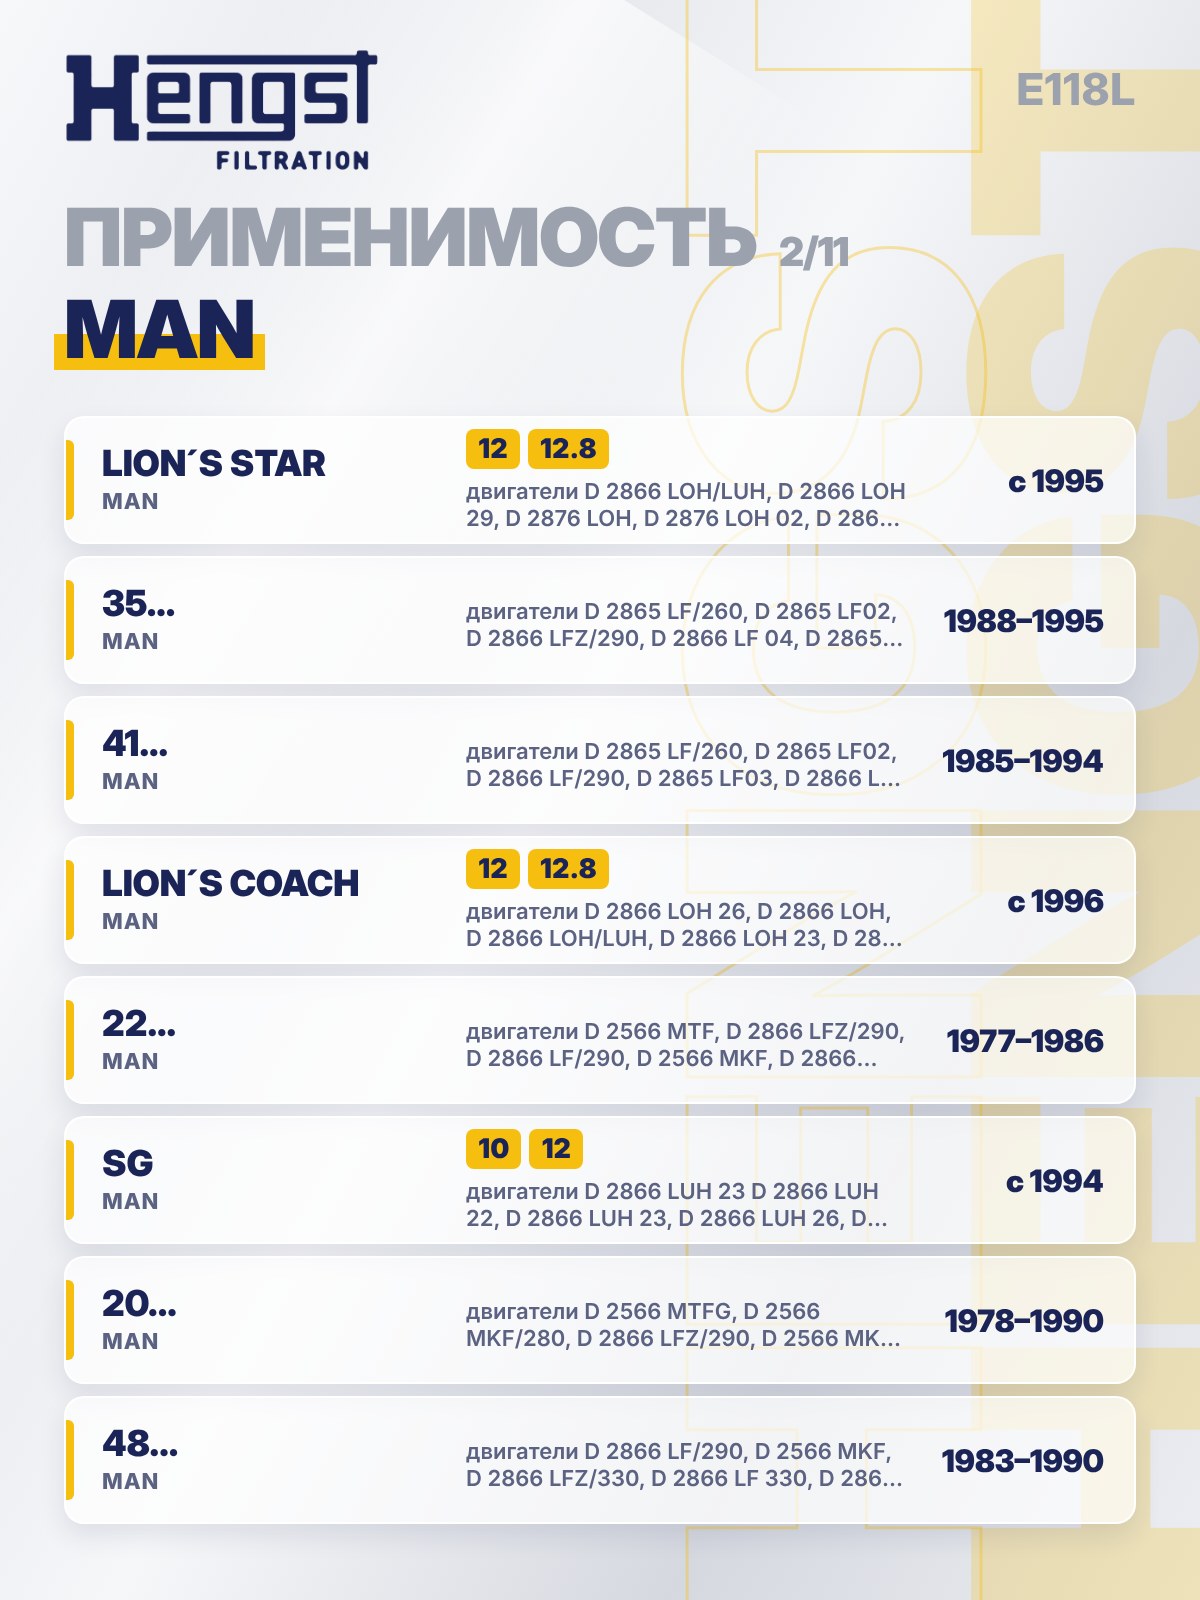 Hengst
FILTRATION
E118L
ПРИМЕНИМОСТЬ 2/11
MAN
LION´S STAR
MAN
12 12.8
двигатели D 2866 LOH/LUH, D 2866 LOH
29, D 2876 LOH, D 2876 LOH 02, D 286...
с 1995
35...
MAN
двигатели D 2865 LF/260, D 2865 LF02,
D 2866 LFZ/290, D 2866 LF 04, D 2865...
1988–1995
41...
MAN
двигатели D 2865 LF/260, D 2865 LF02,
D 2866 LF/290, D 2865 LF03, D 2866 L...
1985–1994
LION´S COACH
MAN
12 12.8
двигатели D 2866 LOH 26, D 2866 LOH,
D 2866 LOH/LUH, D 2866 LOH 23, D 28...
с 1996
22...
MAN
двигатели D 2566 MTF, D 2866 LFZ/290,
D 2866 LF/290, D 2566 MKF, D 2866...
1977–1986
SG
MAN
10 12
двигатели D 2866 LUH 23 D 2866 LUH
22, D 2866 LUH 23, D 2866 LUH 26, D...
с 1994
20...
MAN
двигатели D 2566 MTFG, D 2566
MKF/280, D 2866 LFZ/290, D 2566 MK...
1978–1990
48...
MAN
двигатели D 2866 LF/290, D 2566 MKF,
D 2866 LFZ/330, D 2866 LF 330, D 286...
1983–1990
HENGST